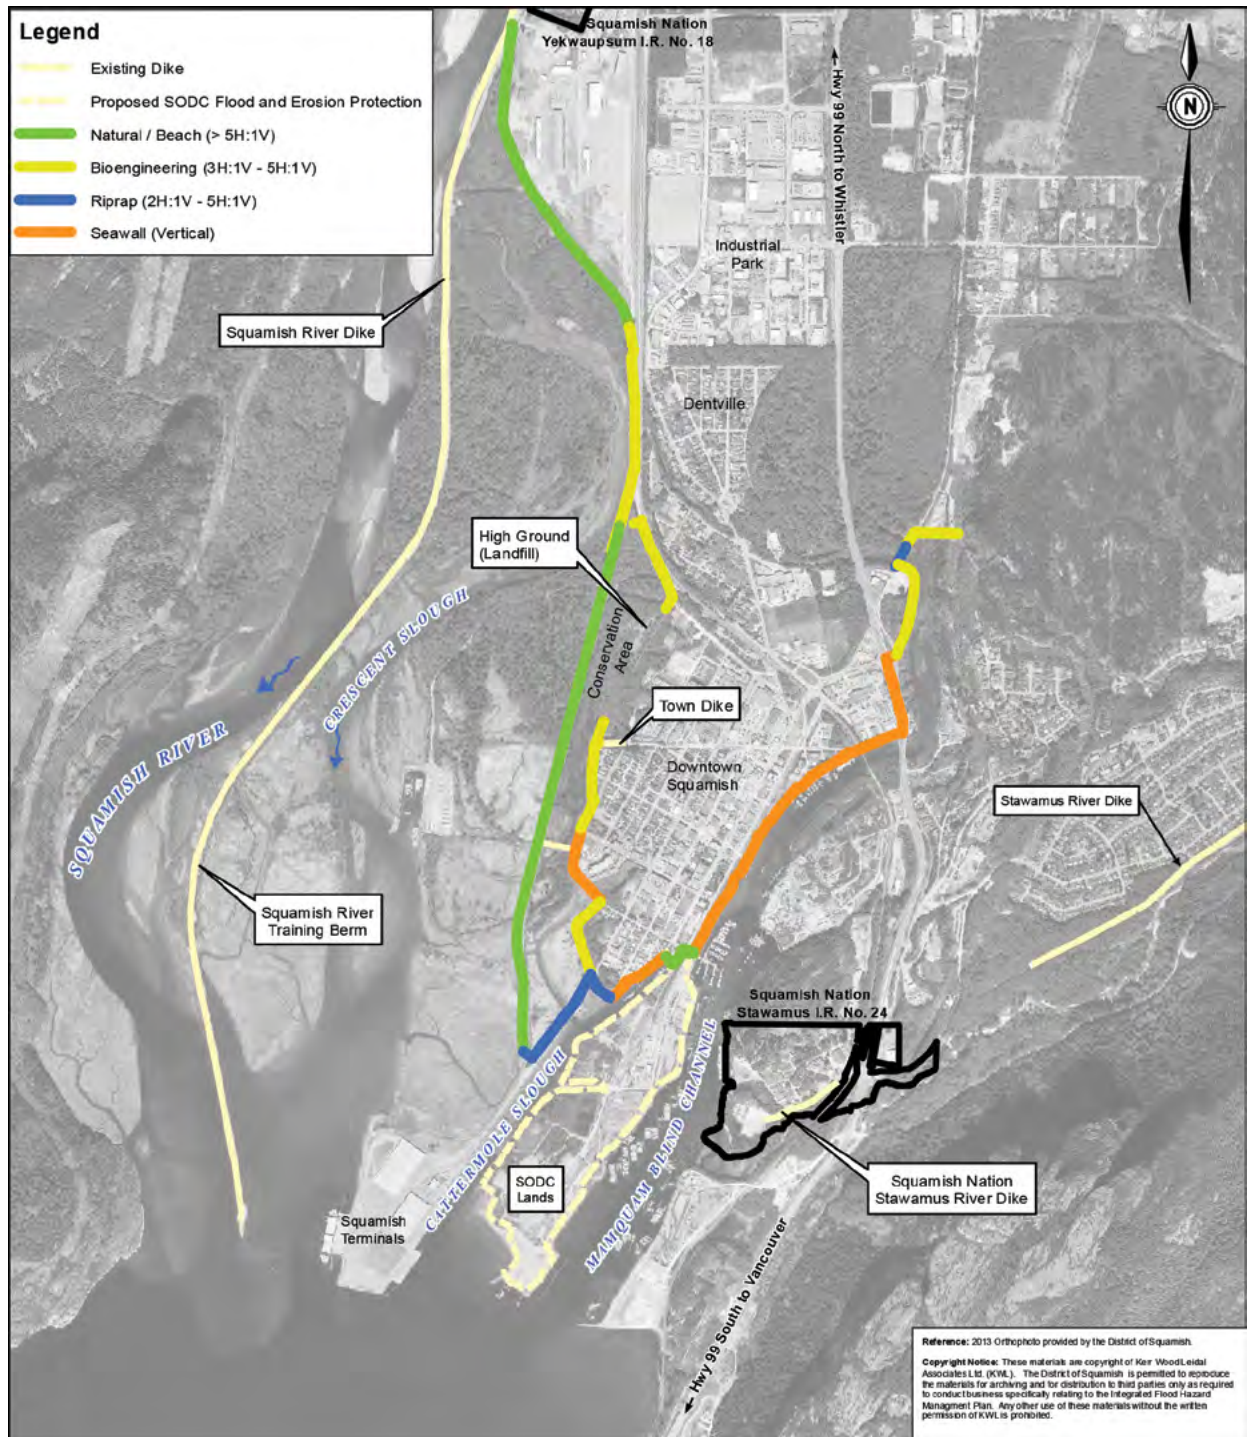 Legend
Existing Dike
Proposed SODC Flood and Erosion Protection
Natural / Beach (> 5H:1V)
Bioengineering (3H:1V - 5H:1V)
Riprap (2H:1V - 5H:1V)
Seawall (Vertical)
Squamish Nation
Yekwaupsum I.R. No. 18
Hwy 99 North to Whistler
N
Industrial
Park
Squamish River Dike
Dentville
High Ground
(Landfill)
CRESCENT SLOUGH
Conservation
Area
SQUAMISH RIVER
Town Dike
Downtown
Squamish
Stawamus River Dike
Squamish River
Training Berm
Squamish Nation
Stawamus I.R. No. 24
CATTERMOLE SLOUGH
MAMQUAM BLIND CHANNEL
SODC
Lands
Squamish Nation
Stawamus River Dike
Squamish
Terminals
Hwy 99 South to Vancouver
Reference: 2013 Orthophoto provided by the District of Squamish.
Copyright Notice: These materials are copyright of Kerr Wood Leidal
Associates Ltd. (KWL). The District of Squamish is permitted to reproduce
the materials for archiving and for distribution to third parties only as required
to conduct business specifically relating to the Integrated Flood Hazard
Managment Plan. Any other use of these materials without the written
permission of KWL is prohibited.